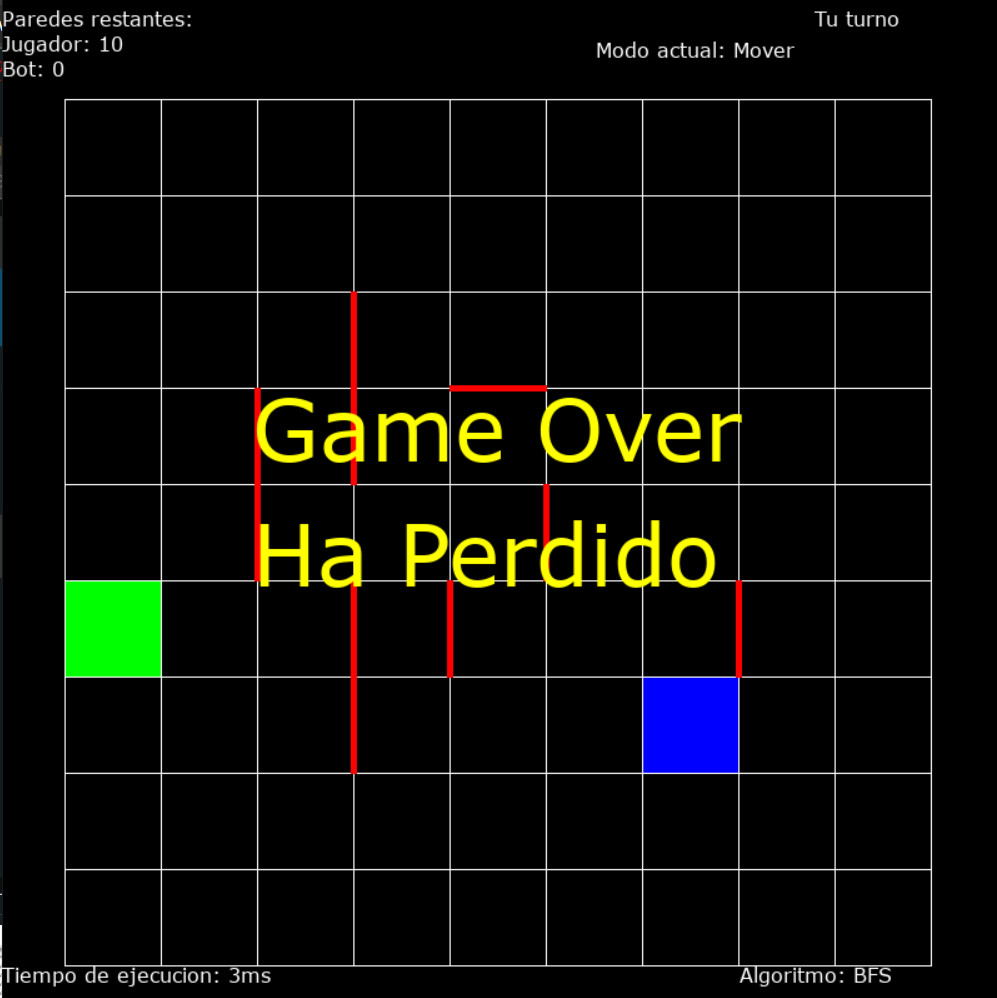 Paredes restantes:
Tu turno
Jugador: 10
Modo actual: Mover
Bot: 0
Game Over
Ha Perdido
Tiempo de ejecucion: 3ms
Algoritmo: BFS